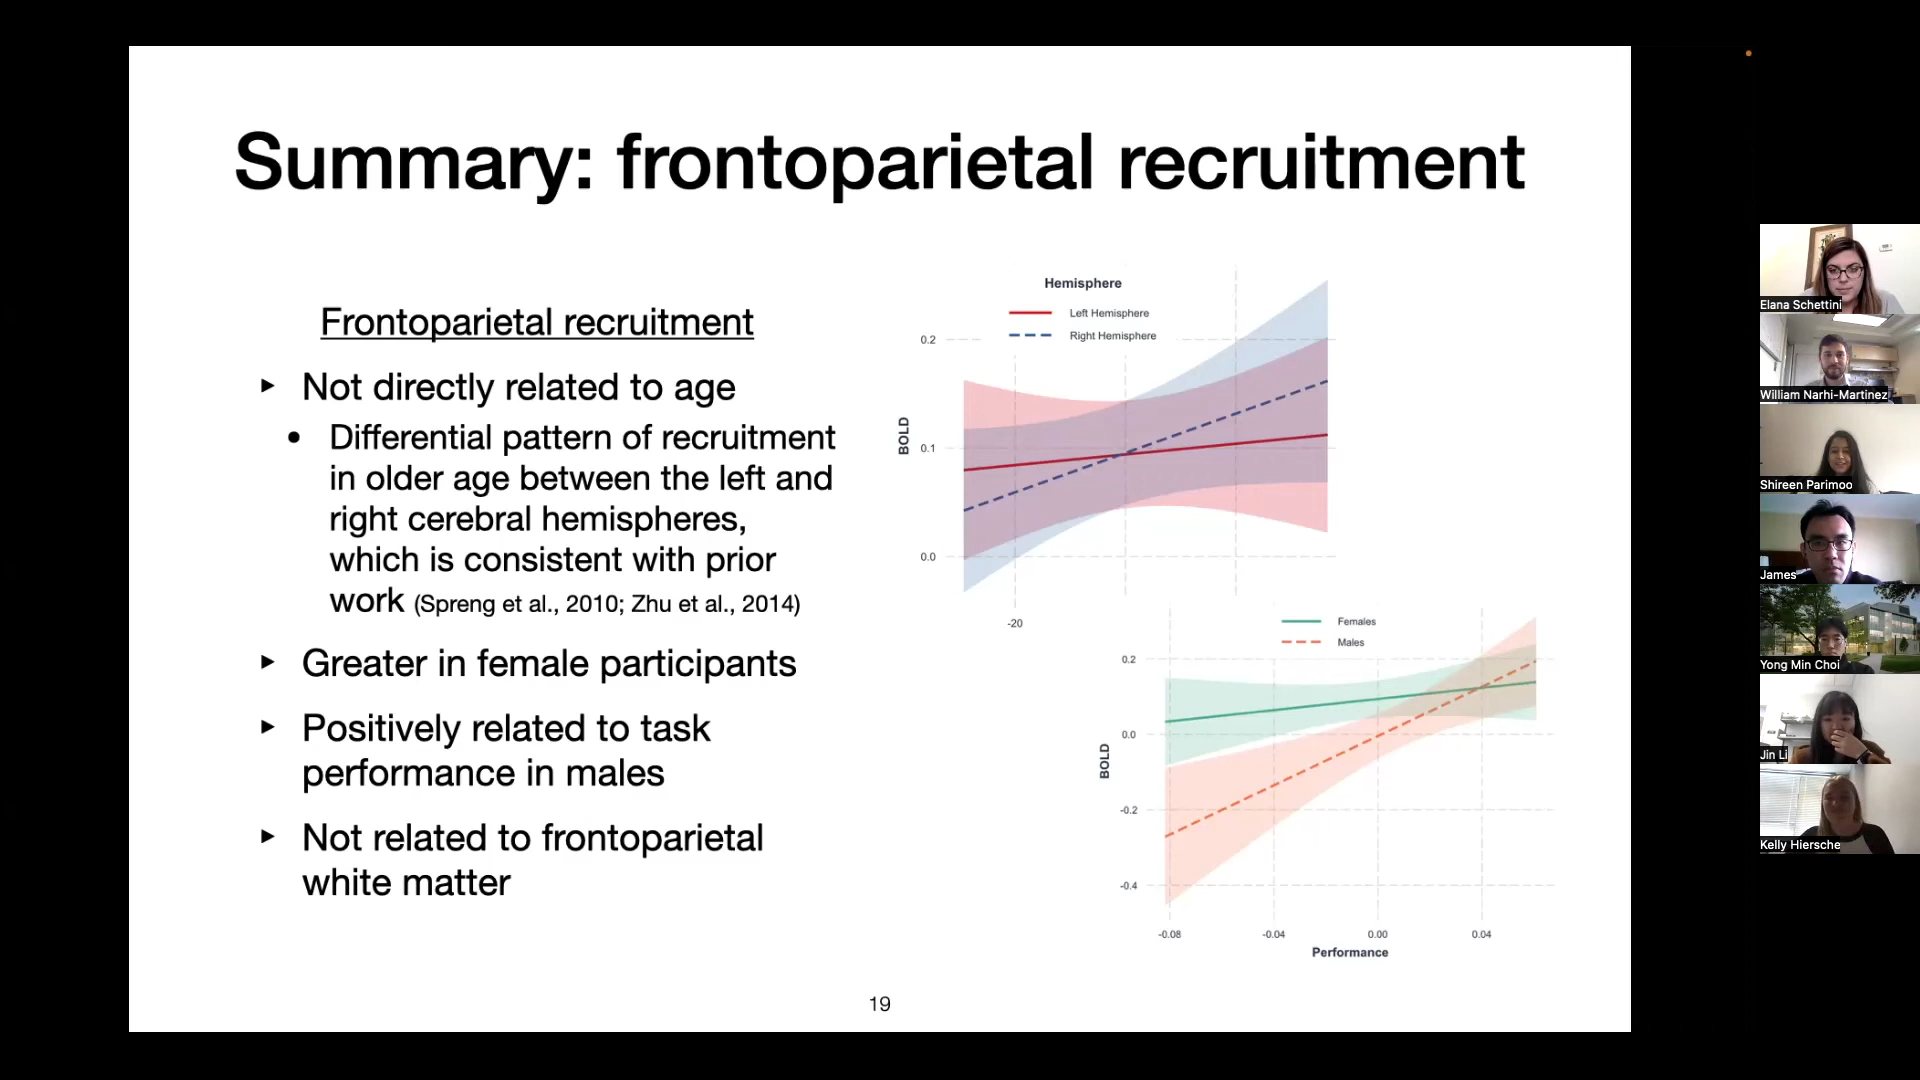 Summary: frontoparietal recruitment
Frontoparietal recruitment
▸ Not directly related to age
• Differential pattern of recruitment
in older age between the left and
right cerebral hemispheres,
which is consistent with prior
work (Spreng et al., 2010; Zhu et al., 2014)
▸ Greater in female participants
▸ Positively related to task
performance in males
▸ Not related to frontoparietal
white matter
Hemisphere
Left Hemisphere
Right Hemisphere
BOLD
0.2
0.1
0.0
-20
Females
Males
BOLD
0.2
0.0
-0.2
-0.4
-0.08 -0.04 0.00 0.04
Performance
19
Elana Schettini
William Narhi-Martinez
Shireen Parimoo
James
Yong Min Choi
Jin Li
Kelly Hiersche